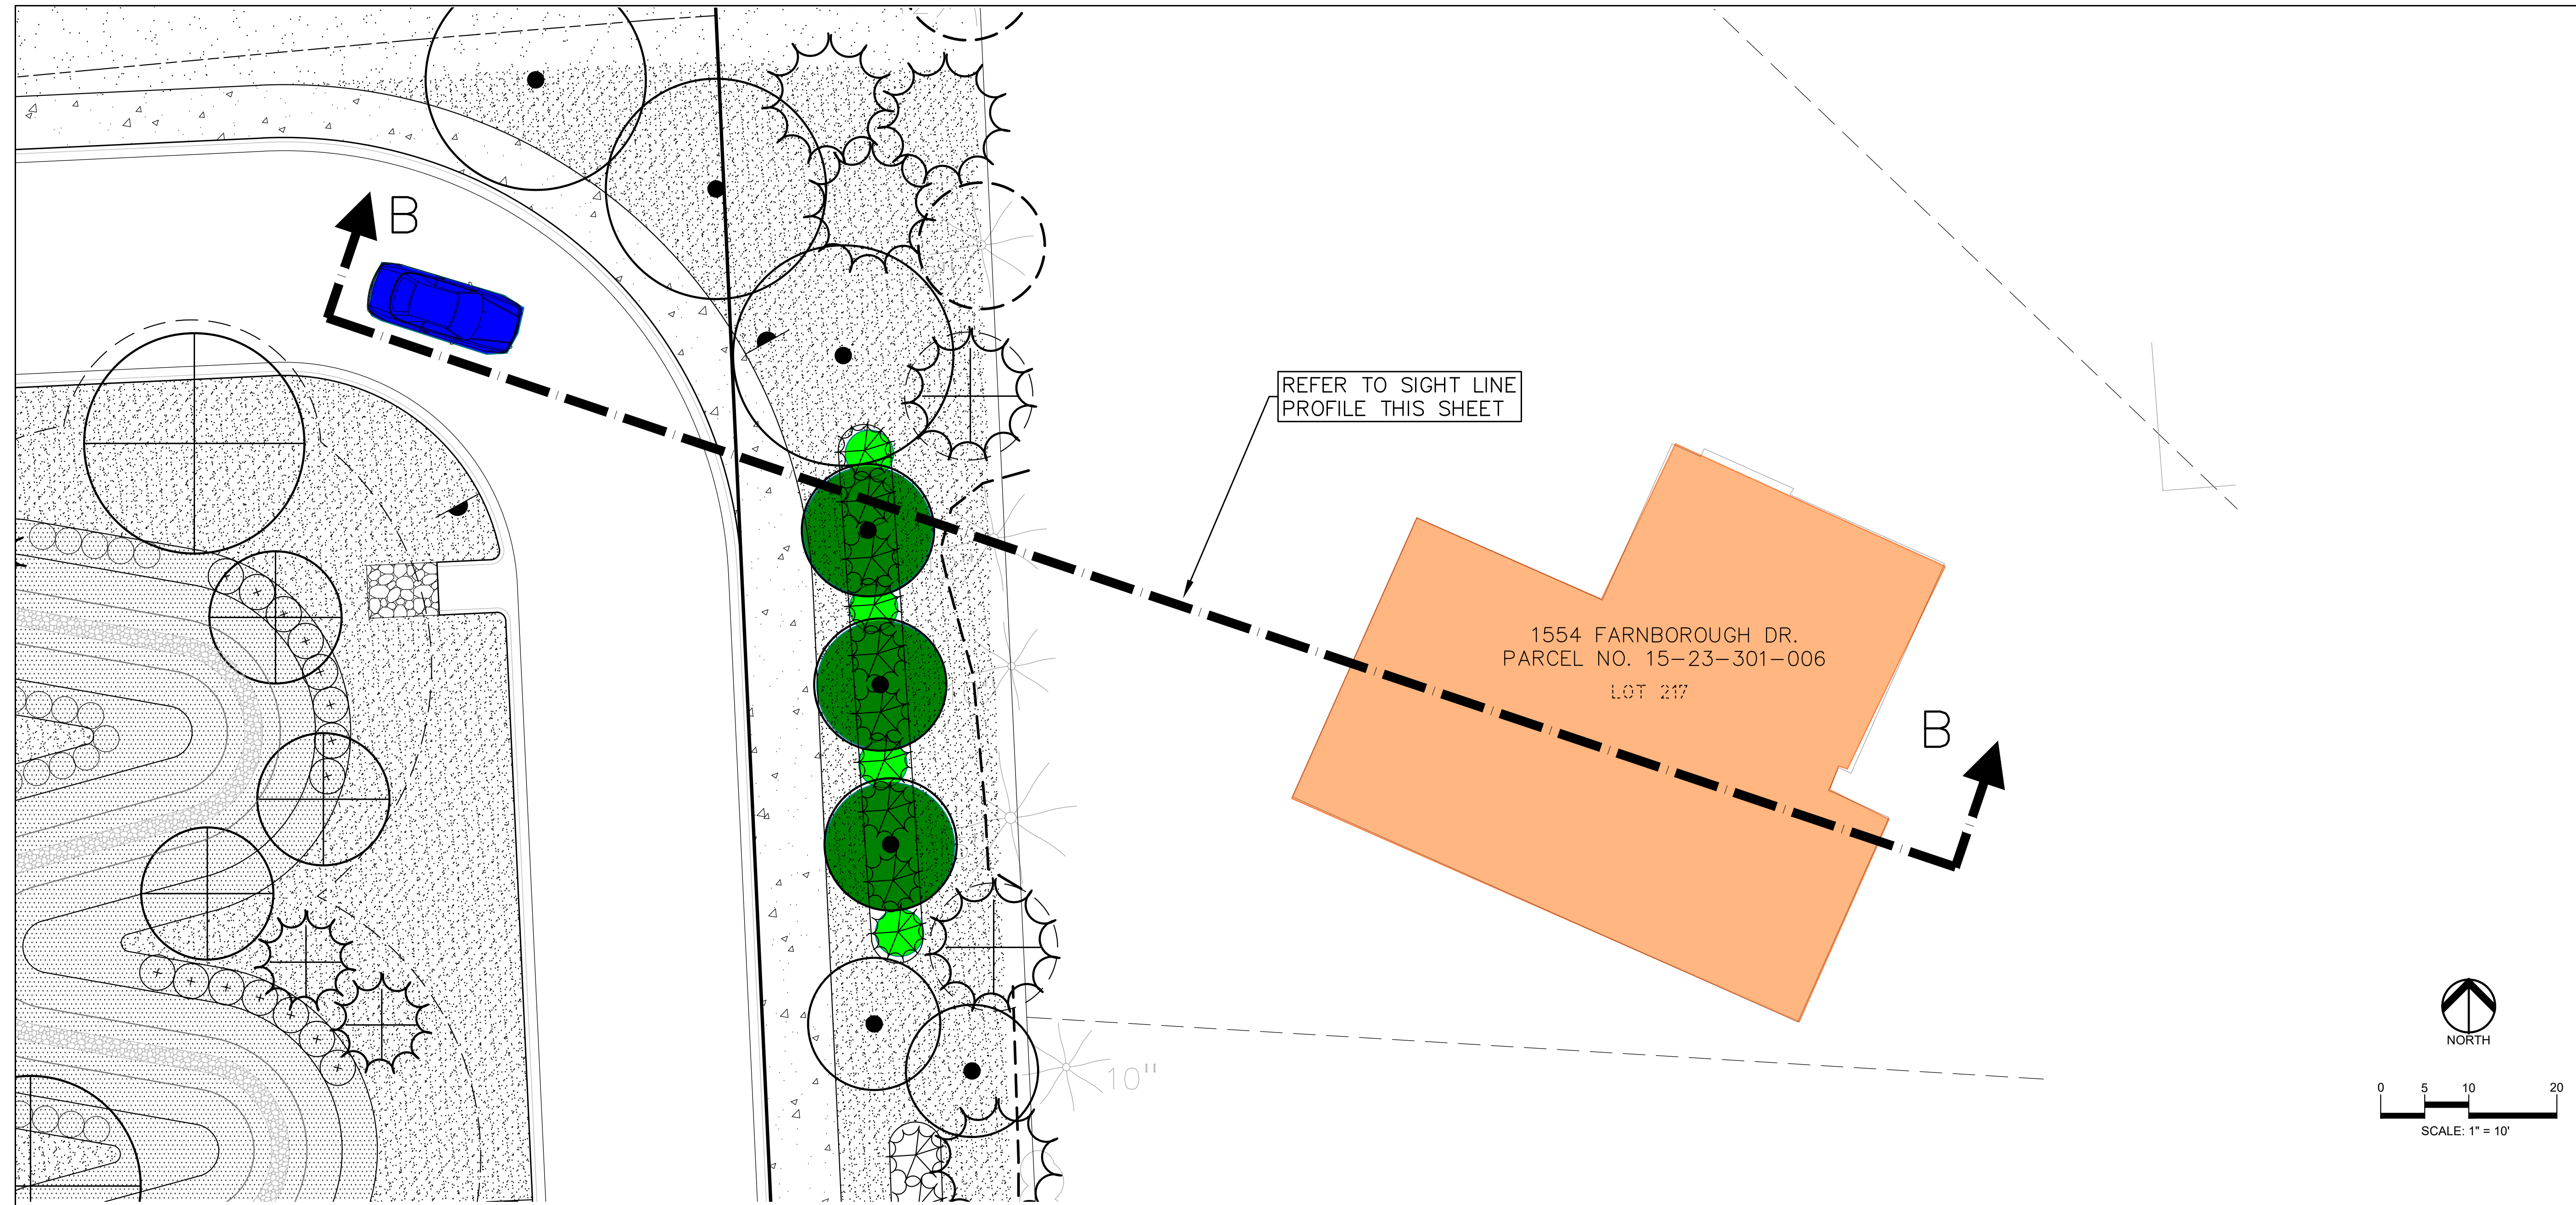 B
REFER TO SIGHT LINE
PROFILE THIS SHEET
1554 FARNBOROUGH DR.
PARCEL NO. 15-23-301-006
LOT 217
B
10"
NORTH
0 5 10 20
SCALE: 1" = 10'